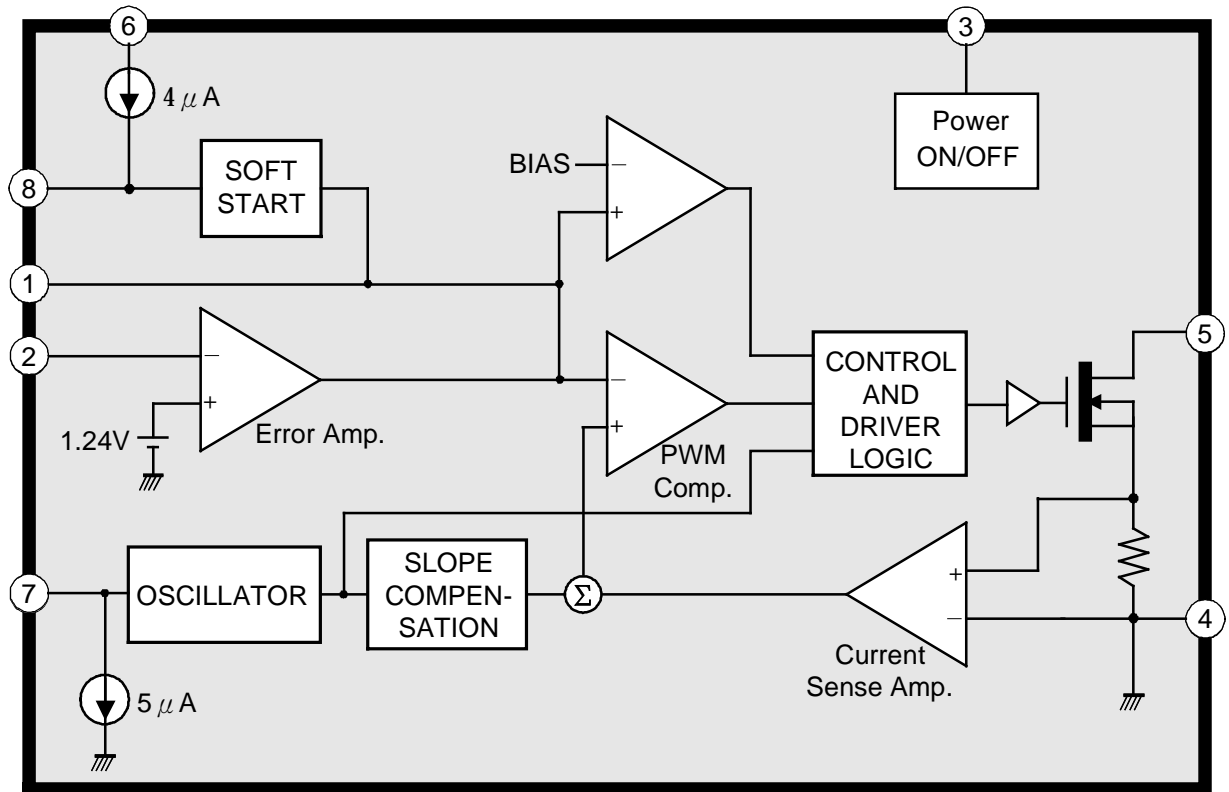 6
3
4 μ A
Power
ON/OFF
BIAS
−
+
8
SOFT
START
1
2
−
+
1.24V
Error Amp.
−
+
PWM
Comp.
CONTROL
AND
DRIVER
LOGIC
5
7
OSCILLATOR
SLOPE
COMPEN-
SATION
Σ
+
−
Current
Sense Amp.
4
5 μ A